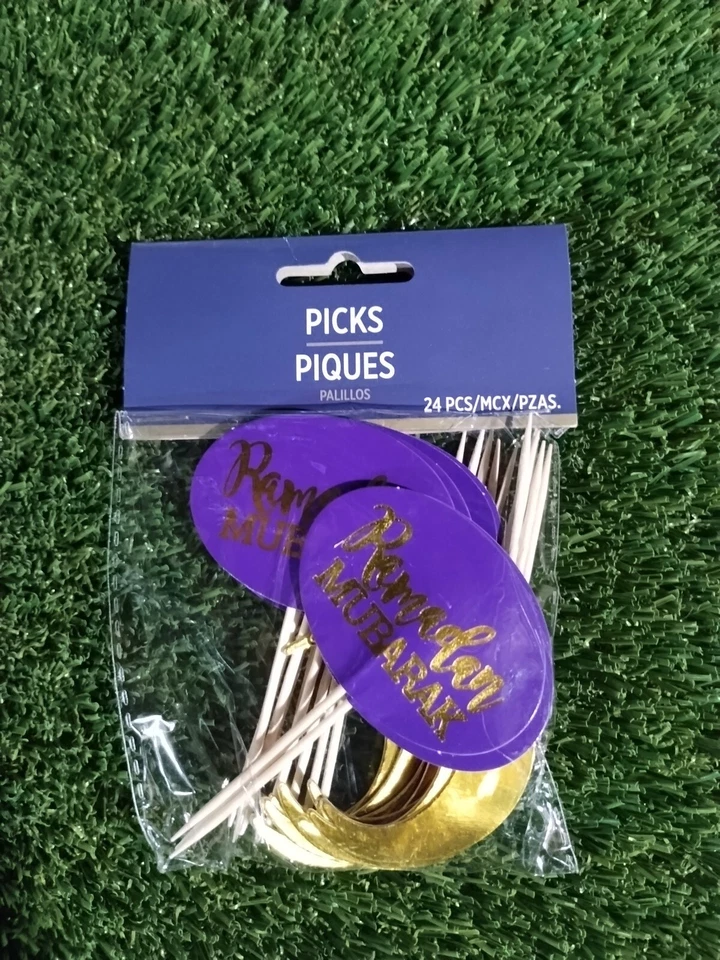 PICKS
PIQUES
PALILLOS
24 PCS/MCX/PZAS.
Ramadan
MUBARAK